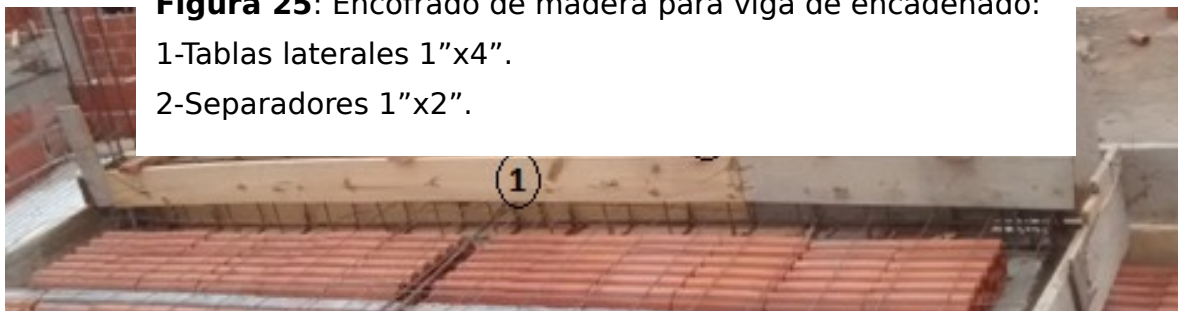 Figura 25: Encofrado de madera para viga de encadenado:
1-Tablas laterales 1”x4”.
2-Separadores 1”x2”.
1